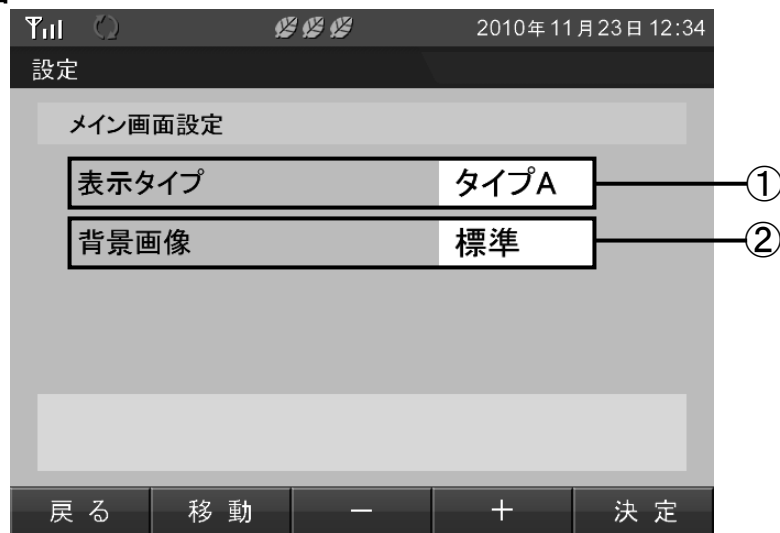 2010年11月23日 12:34
設定
メイン画面設定
表示タイプ タイプA ①
背景画像 標準 ②
戻る 移動 － ＋ 決定